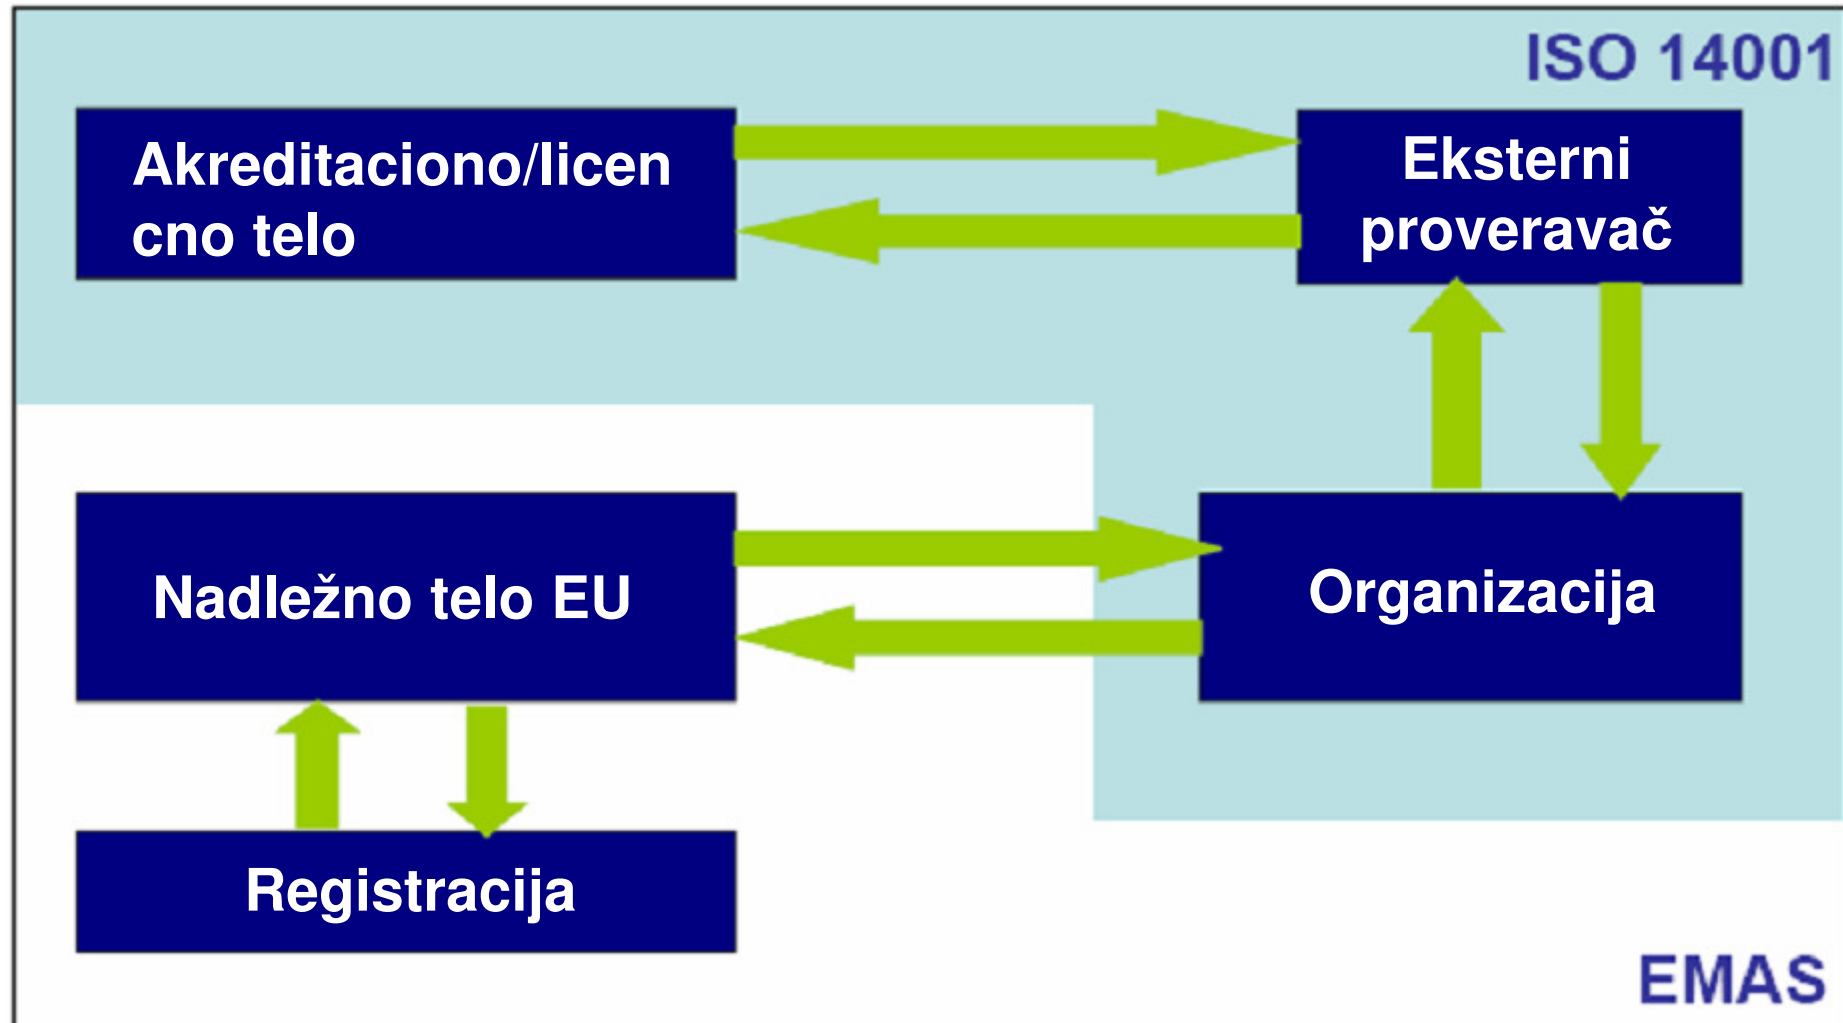 ISO 14001
Akreditaciono/licen
cno telo
Eksterni
proveravač
Nadležno telo EU
Organizacija
Registracija
EMAS